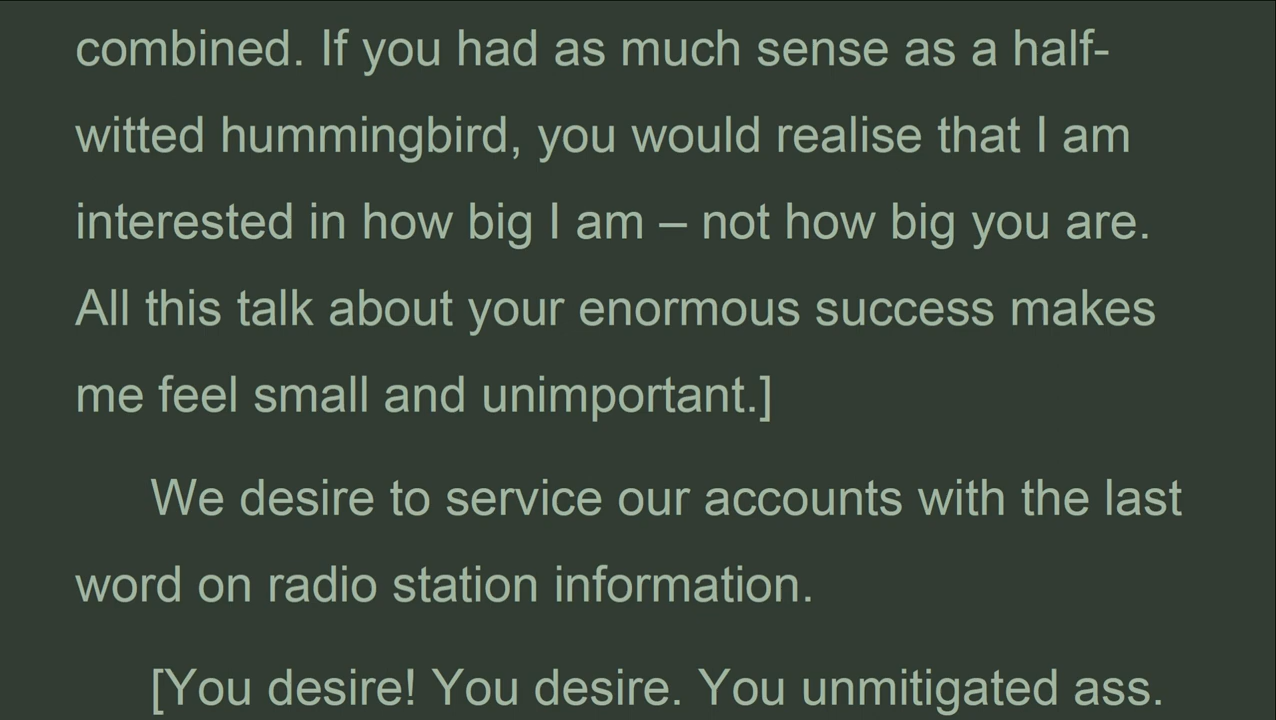 combined. If you had as much sense as a half-
witted hummingbird, you would realise that I am
interested in how big I am – not how big you are.
All this talk about your enormous success makes
me feel small and unimportant.]
We desire to service our accounts with the last
word on radio station information.
[You desire! You desire. You unmitigated ass.